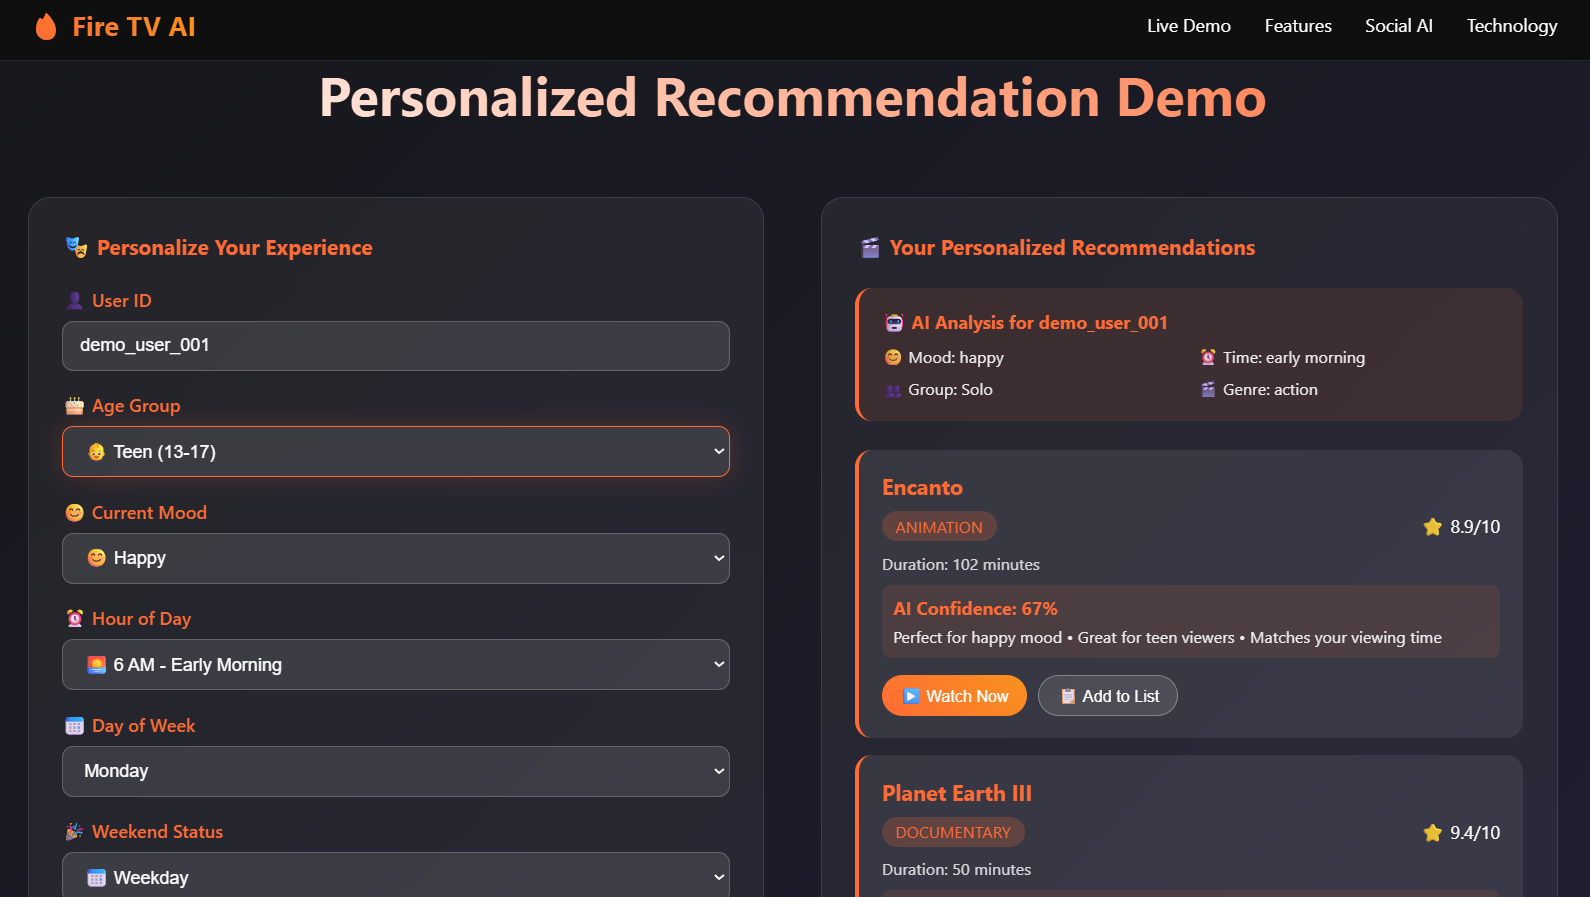 Fire TV AI
Live Demo
Features
Social AI
Technology
Personalized Recommendation Demo
Personalize Your Experience
User ID
demo_user_001
Age Group
Teen (13-17)
Current Mood
Happy
Hour of Day
6 AM - Early Morning
Day of Week
Monday
Weekend Status
Weekday
Your Personalized Recommendations
AI Analysis for demo_user_001
Mood: happy
Time: early morning
Group: Solo
Genre: action
Encanto
ANIMATION
8.9/10
Duration: 102 minutes
AI Confidence: 67%
Perfect for happy mood • Great for teen viewers • Matches your viewing time
Watch Now
Add to List
Planet Earth III
DOCUMENTARY
9.4/10
Duration: 50 minutes